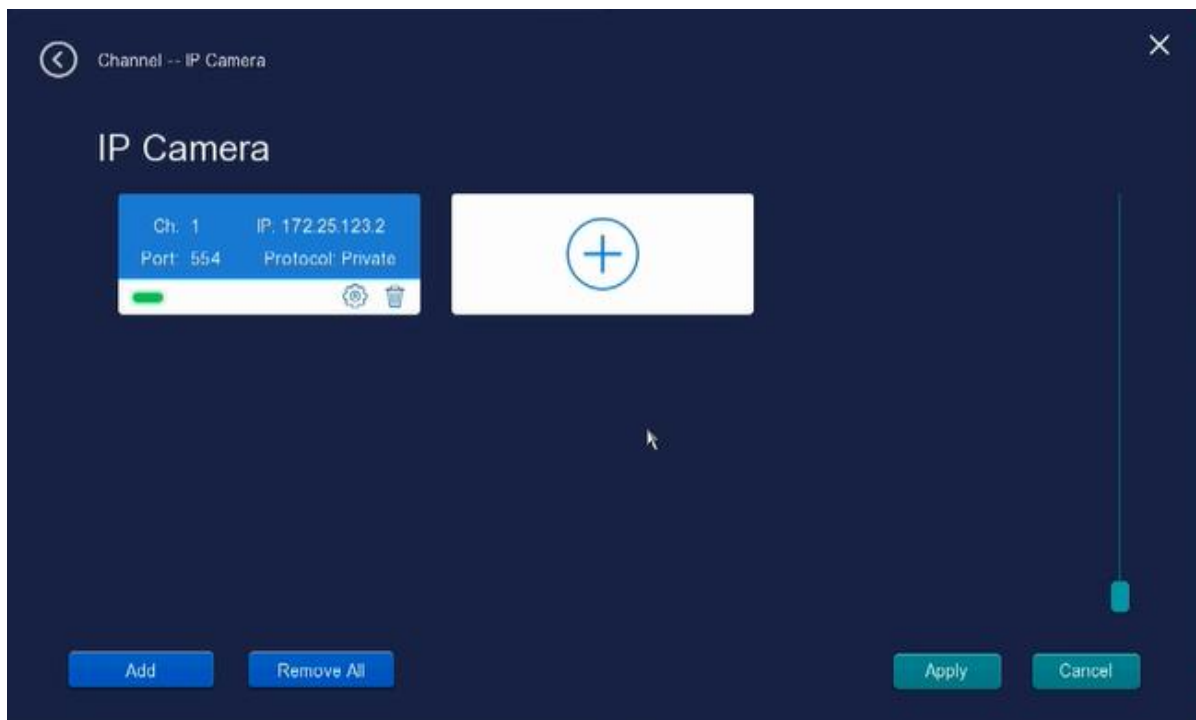 Channel -- IP Camera
IP Camera
Ch: 1 IP: 172.25.123.2
Port: 554 Protocol: Private
Add Remove All Apply Cancel